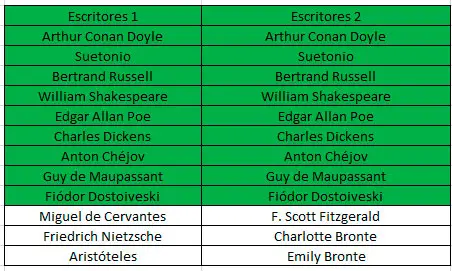 Escritores 1 Escritores 2
Arthur Conan Doyle Arthur Conan Doyle
Suetonio Suetonio
Bertrand Russell Bertrand Russell
William Shakespeare William Shakespeare
Edgar Allan Poe Edgar Allan Poe
Charles Dickens Charles Dickens
Anton Chéjov Anton Chéjov
Guy de Maupassant Guy de Maupassant
Fiódor Dostoiveski Fiódor Dostoiveski
Miguel de Cervantes F. Scott Fitzgerald
Friedrich Nietzsche Charlotte Bronte
Aristóteles Emily Bronte